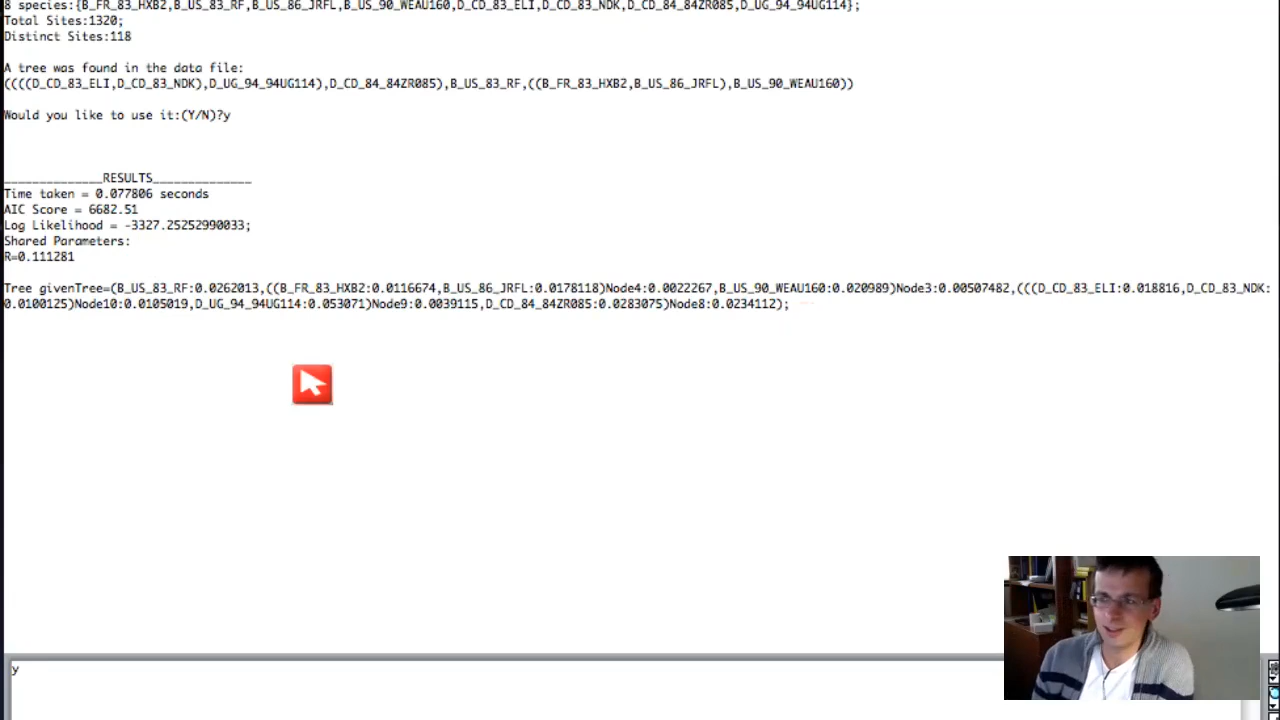 8 species:{B_FR_83_HXB2,B_US_83_RF,B_US_86_JRFL,B_US_90_WEAU160,D_CD_83_ELI,D_CD_83_NDK,D_CD_84_84ZR085,D_UG_94_94UG114};
Total Sites:1320;
Distinct Sites:118
A tree was found in the data file:
((((D_CD_83_ELI,D_CD_83_NDK),D_UG_94_94UG114),D_CD_84_84ZR085),B_US_83_RF,((B_FR_83_HXB2,B_US_86_JRFL),B_US_90_WEAU160))
Would you like to use it:(Y/N)?y
______________RESULTS______________
Time taken = 0.077806 seconds
AIC Score = 6682.51
Log Likelihood = -3327.25252990033;
Shared Parameters:
R=0.111281
Tree givenTree=(B_US_83_RF:0.0262013,((B_FR_83_HXB2:0.0116674,B_US_86_JRFL:0.0178118)Node4:0.0022267,B_US_90_WEAU160:0.020989)Node3:0.00507482,(((D_CD_83_ELI:0.018816,D_CD_83_NDK:
0.0100125)Node10:0.0105019,D_UG_94_94UG114:0.053071)Node9:0.0039115,D_CD_84_84ZR085:0.0283075)Node8:0.0234112);
y